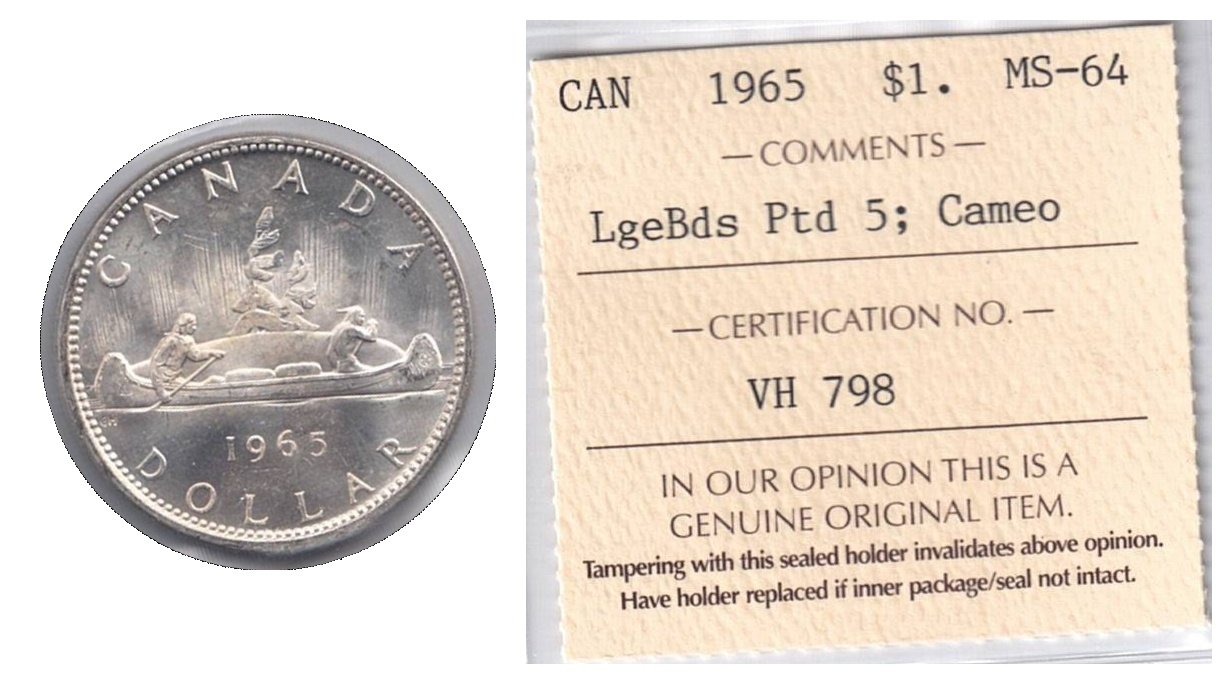 CANADA
1965
DOLLAR
CAN 1965 $1. MS-64
— COMMENTS —
LgeBds Ptd 5; Cameo
— CERTIFICATION NO. —
VH 798
IN OUR OPINION THIS IS A
GENUINE ORIGINAL ITEM.
Tampering with this sealed holder invalidates above opinion.
Have holder replaced if inner package/seal not intact.